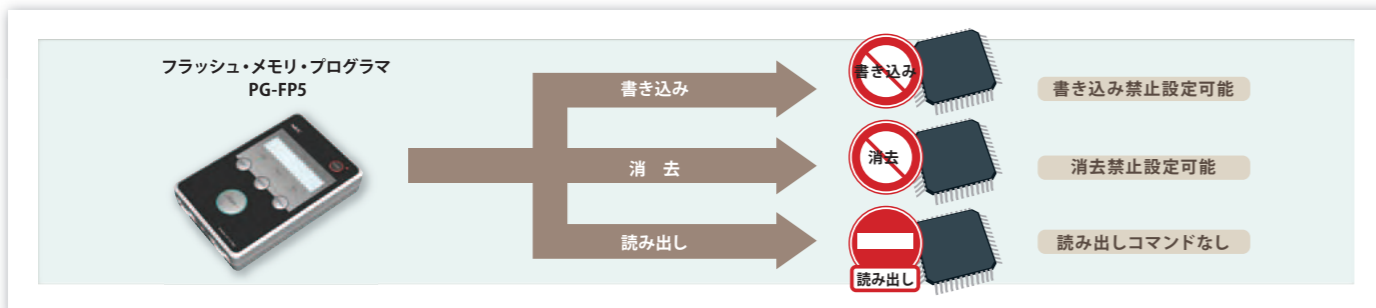 フラッシュ・メモリ・プログラマ
PG-FP5
書き込み
書き込み
書き込み禁止設定可能
消　去
消去
消去禁止設定可能
読み出し
読み出し
読み出しコマンドなし